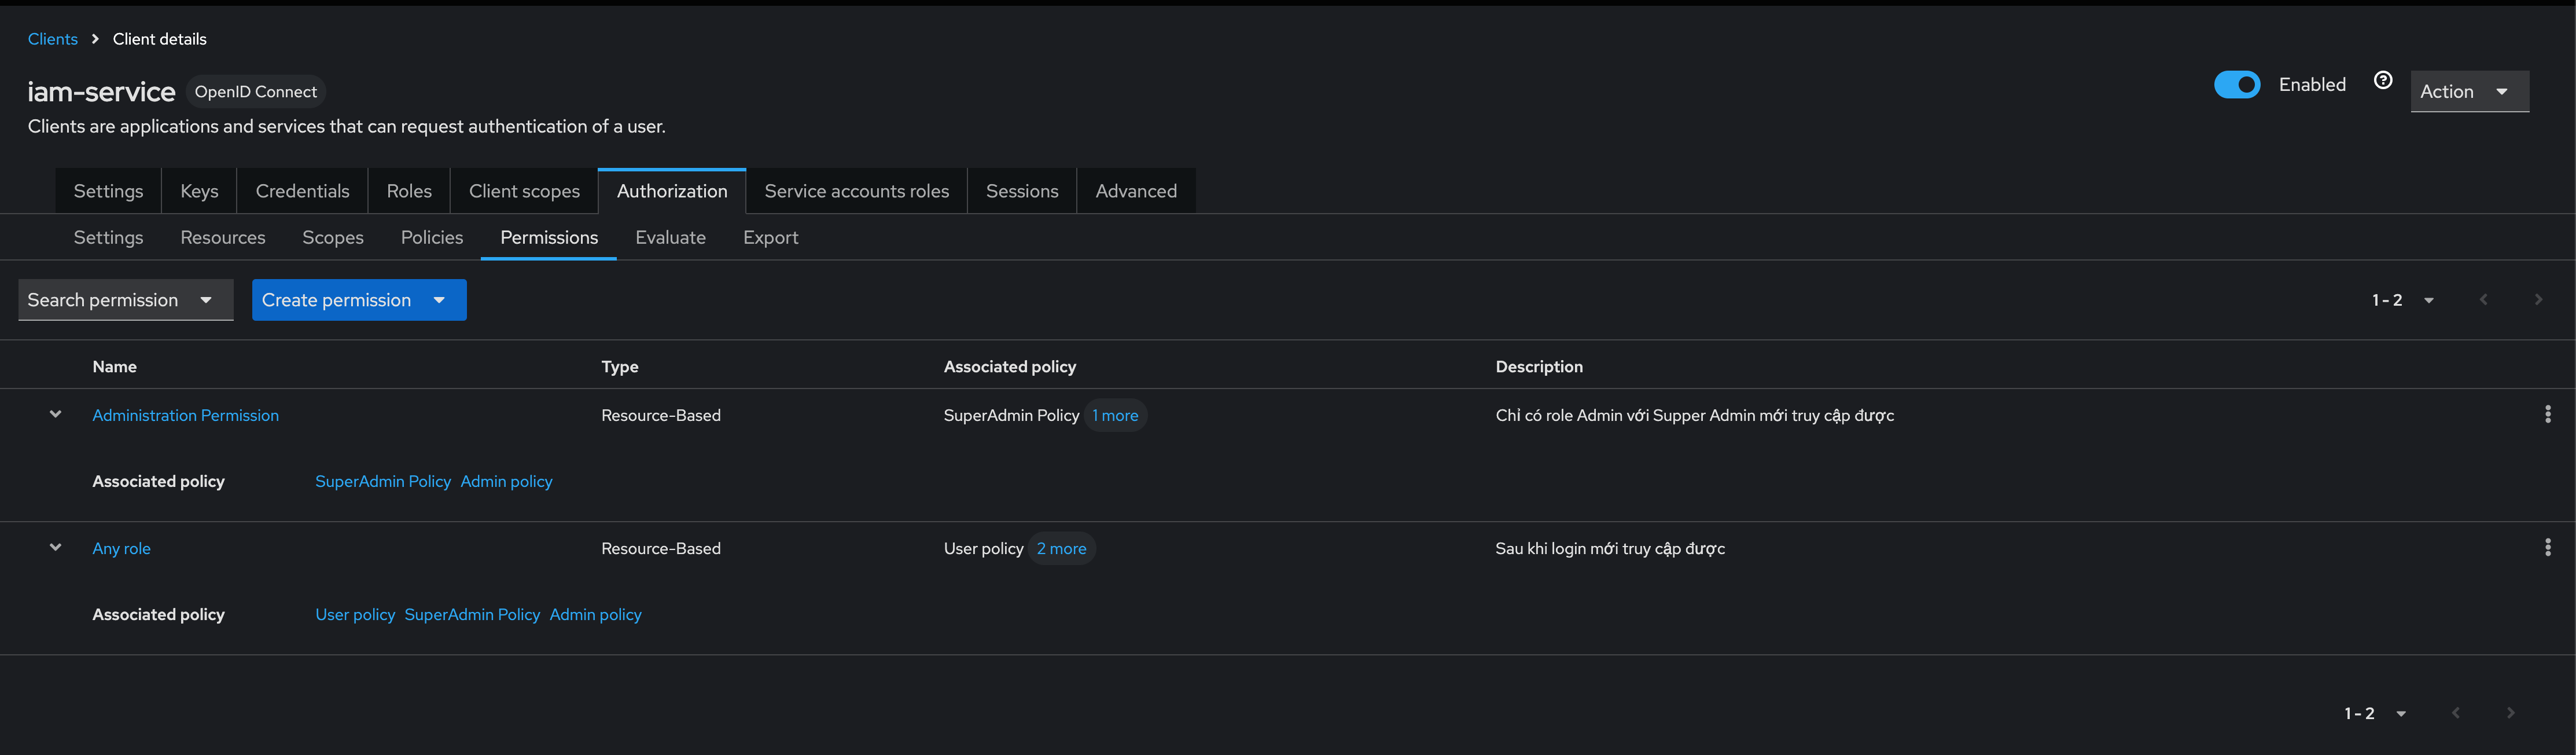 Clients > Client details
iam-service OpenID Connect
Enabled
Action
Clients are applications and services that can request authentication of a user.
Settings Keys Credentials Roles Client scopes Authorization Service accounts roles Sessions Advanced
Settings Resources Scopes Policies Permissions Evaluate Export
Search permission Create permission 1 - 2
Name Type Associated policy Description
Administration Permission Resource-Based SuperAdmin Policy 1 more Chỉ có role Admin với Supper Admin mới truy cập được
Associated policy SuperAdmin Policy Admin policy
Any role Resource-Based User policy 2 more Sau khi login mới truy cập được
Associated policy User policy SuperAdmin Policy Admin policy
1 - 2